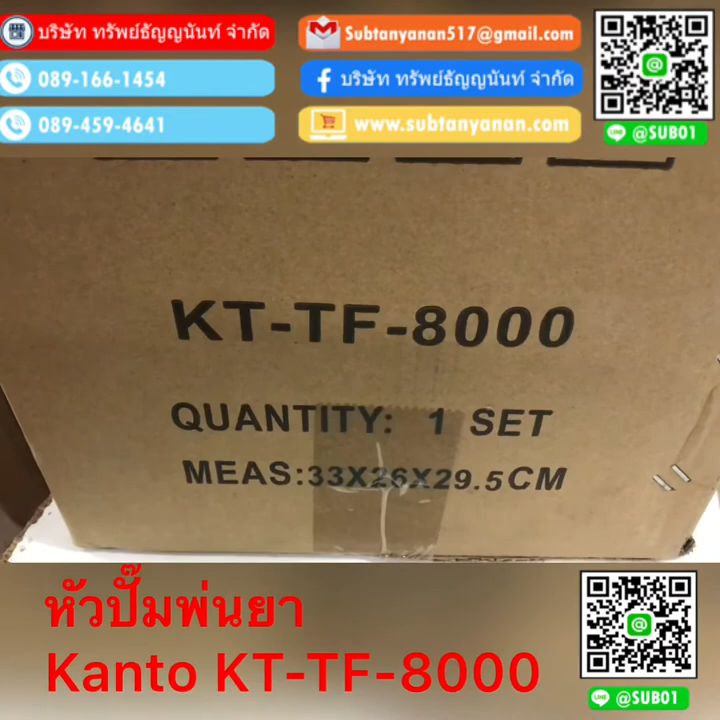 บริษัท ทรัพย์ธัญญนันท์ จำกัด
Subtanyanan517@gmail.com
089-166-1454
บริษัท ทรัพย์ธัญญนันท์ จำกัด
089-459-4641
www.subtanyanan.com
LINE @SUB01
KT-TF-8000
QUANTITY: 1 SET
MEAS:33X26X29.5CM
หัวปั๊มพ่นยา
Kanto KT-TF-8000
LINE @SUB01